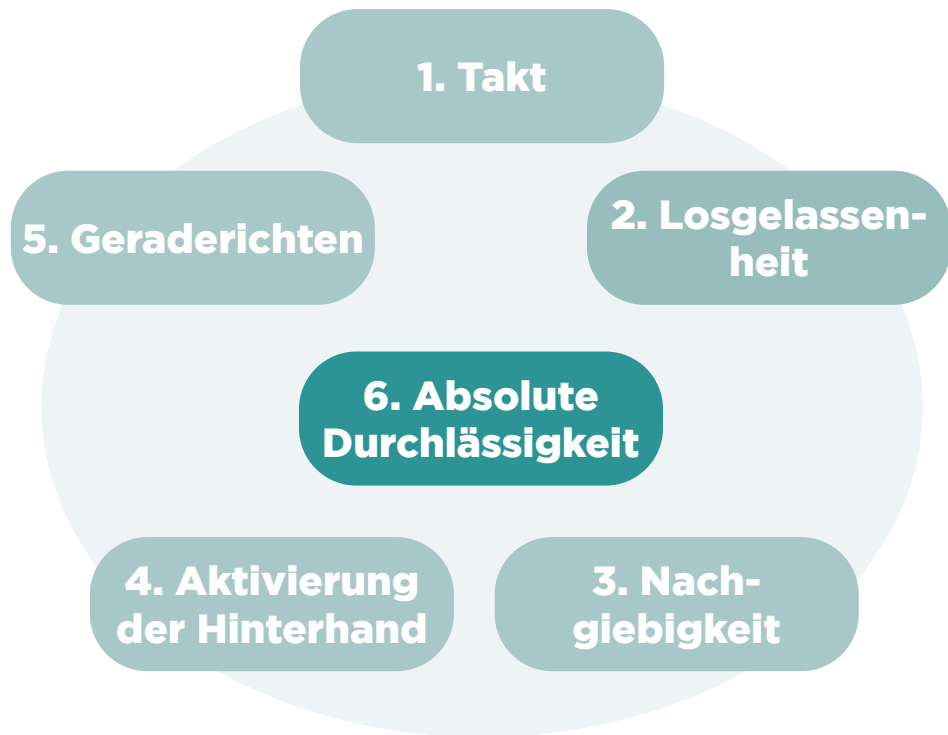 1. Takt
2. Losgelassen-
heit
3. Nach-
giebigkeit
4. Aktivierung
der Hinterhand
5. Geraderichten
6. Absolute
Durchlässigkeit